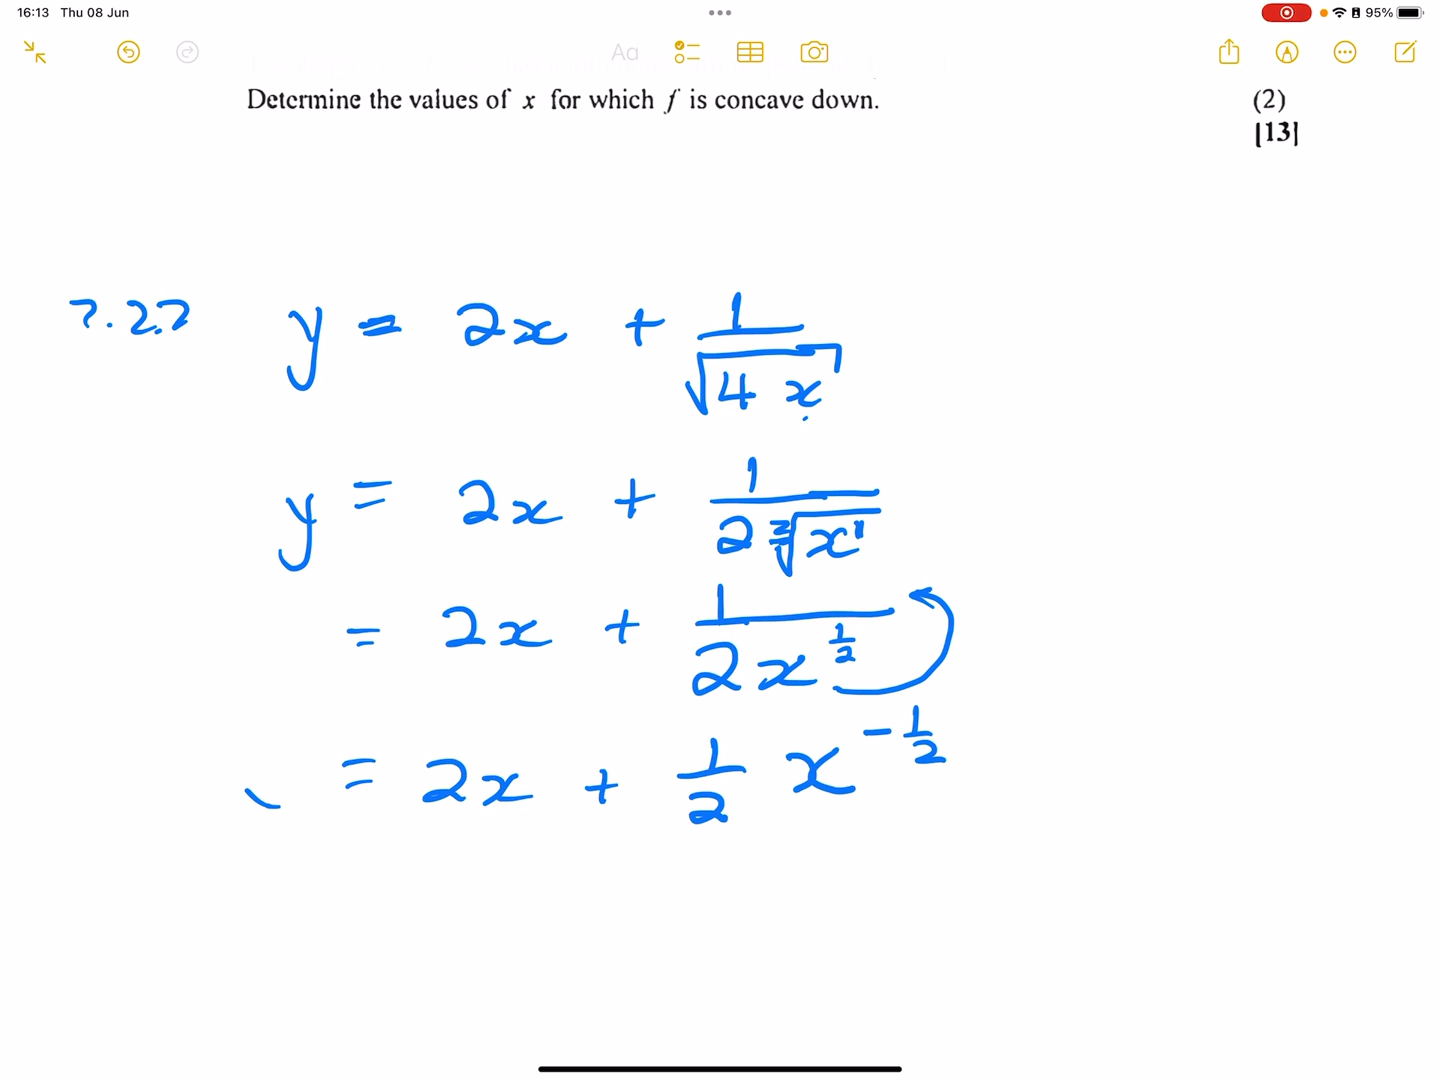 16:13 Thu 08 Jun 95%
Aa
Determine the values of x for which f is concave down. (2)
[13]
7.2.2 y = 2x + 1/√(4x)
y = 2x + 1/(2 ²√(x¹))
= 2x + 1/(2x^(1/2))
= 2x + 1/2 x^(-1/2)